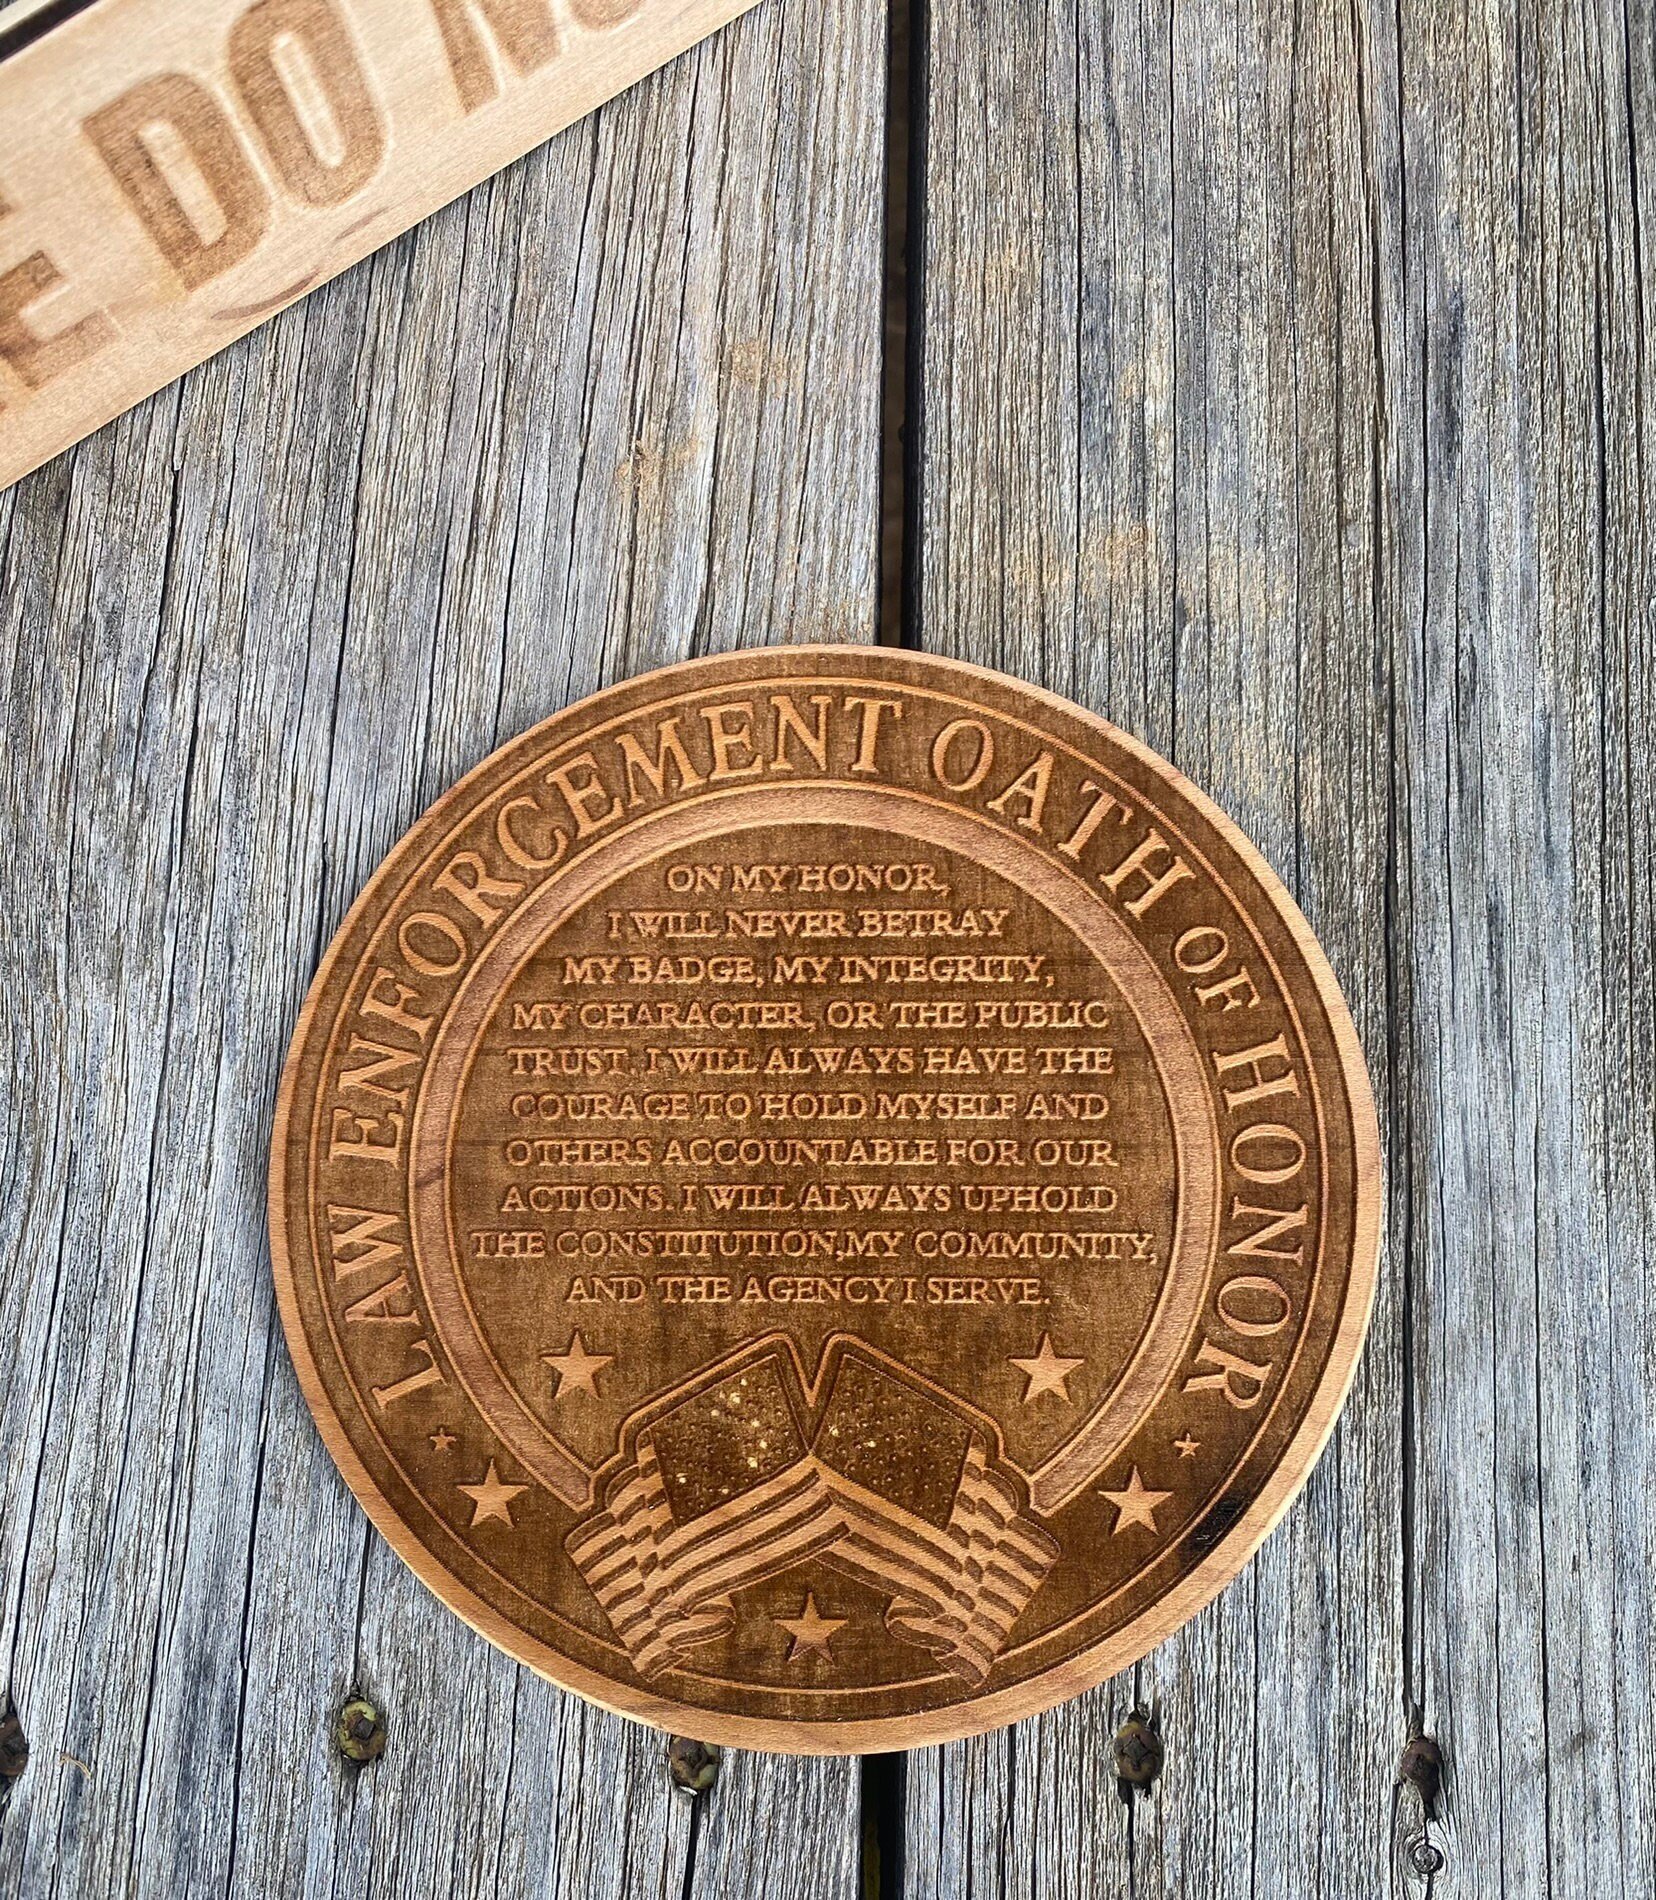 E DO NO
LAW ENFORCEMENT OATH OF HONOR
ON MY HONOR,
I WILL NEVER BETRAY
MY BADGE, MY INTEGRITY,
MY CHARACTER, OR THE PUBLIC
TRUST. I WILL ALWAYS HAVE THE
COURAGE TO HOLD MYSELF AND
OTHERS ACCOUNTABLE FOR OUR
ACTIONS. I WILL ALWAYS UPHOLD
THE CONSTITUTION,MY COMMUNITY,
AND THE AGENCY I SERVE.